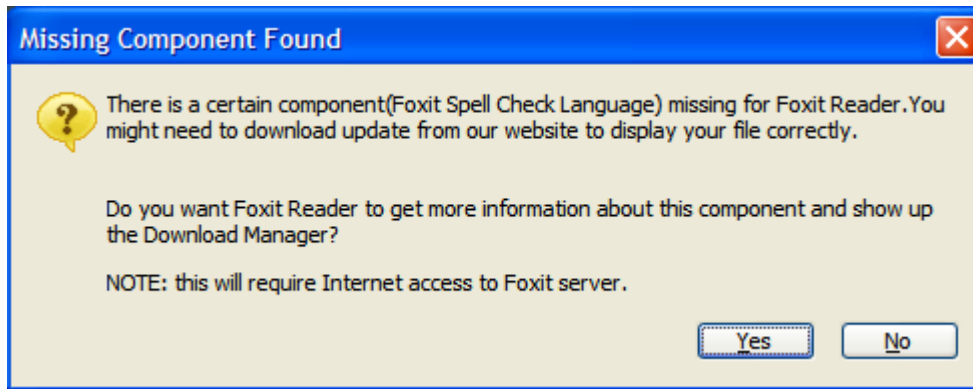 Missing Component Found
There is a certain component(Foxit Spell Check Language) missing for Foxit Reader.You
might need to download update from our website to display your file correctly.
Do you want Foxit Reader to get more information about this component and show up
the Download Manager?
NOTE: this will require Internet access to Foxit server.
Yes No